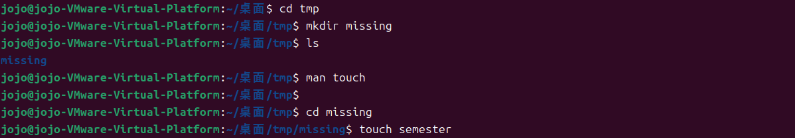 jojo@jojo-VMware-Virtual-Platform:~/桌面$ cd tmp
jojo@jojo-VMware-Virtual-Platform:~/桌面/tmp$ mkdir missing
jojo@jojo-VMware-Virtual-Platform:~/桌面/tmp$ ls
missing
jojo@jojo-VMware-Virtual-Platform:~/桌面/tmp$ man touch
jojo@jojo-VMware-Virtual-Platform:~/桌面/tmp$
jojo@jojo-VMware-Virtual-Platform:~/桌面/tmp$ cd missing
jojo@jojo-VMware-Virtual-Platform:~/桌面/tmp/missing$ touch semester